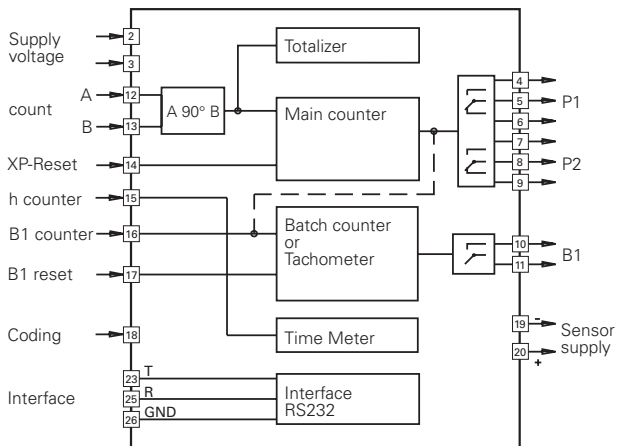 Supply
voltage
2
3
count
A
12
B
13
A 90° B
Totalizer
Main counter
XP-Reset
14
h counter
15
B1 counter
16
B1 reset
17
Batch counter
or
Tachometer
Coding
18
Time Meter
Interface
23
T
25
R
26
GND
Interface
RS232
4
5
P1
6
7
8
P2
9
10
B1
11
19
-
Sensor
supply
20
+